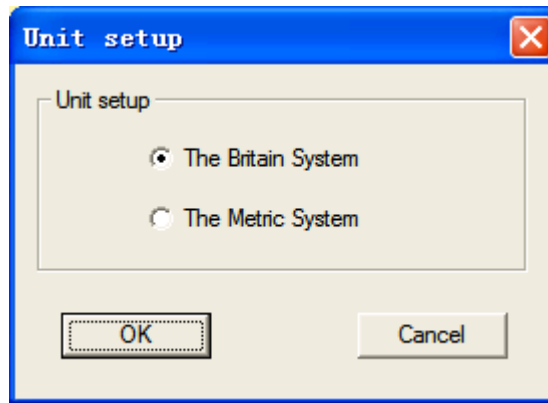 Unit setup
Unit setup
The Britain System
The Metric System
OK
Cancel